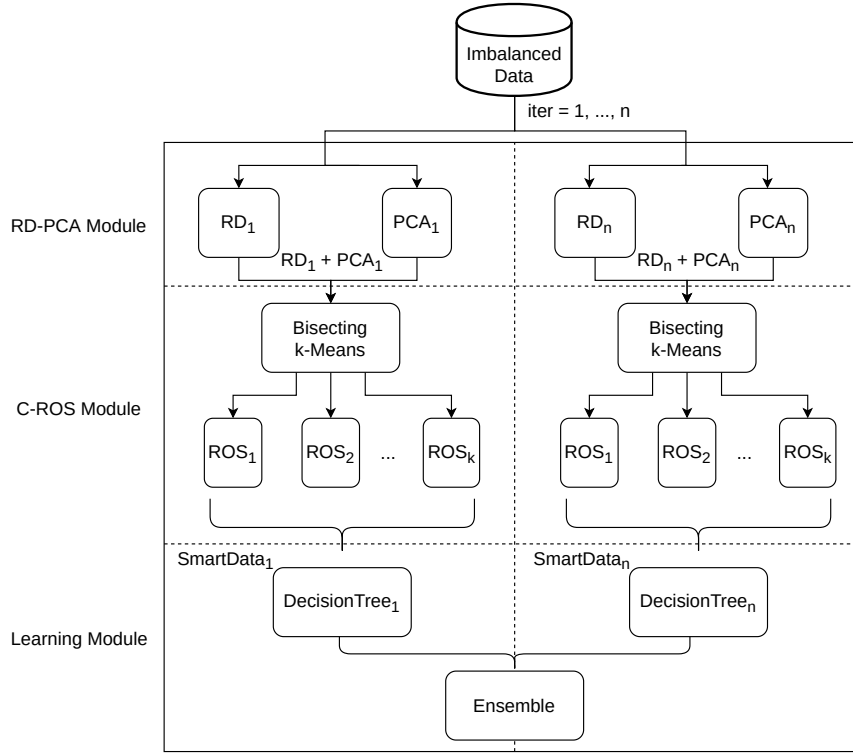 Imbalanced
Data
iter = 1, ..., n
RD-PCA Module
RD₁
PCA₁
RDₙ
PCAₙ
RD₁ + PCA₁
RDₙ + PCAₙ
Bisecting
k-Means
Bisecting
k-Means
C-ROS Module
ROS₁
ROS₂
...
ROSₖ
ROS₁
ROS₂
...
ROSₖ
SmartData₁
SmartDataₙ
DecisionTree₁
DecisionTreeₙ
Learning Module
Ensemble